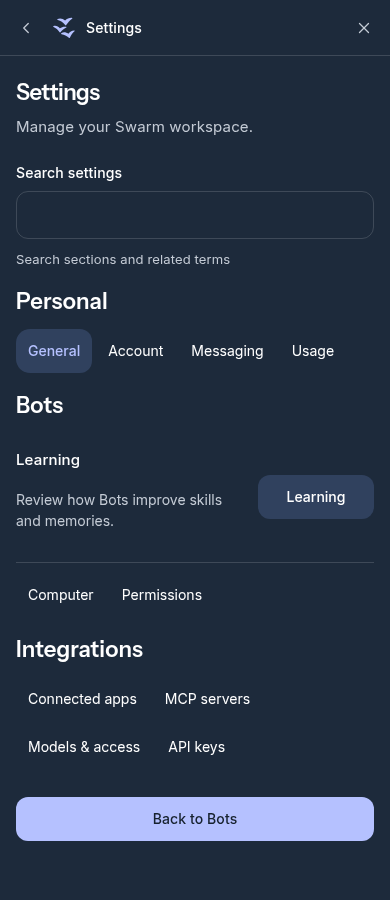 Settings
Settings
Manage your Swarm workspace.
Search settings
Search sections and related terms
Personal
General Account Messaging Usage
Bots
Learning
Review how Bots improve skills
and memories.
Learning
Computer Permissions
Integrations
Connected apps MCP servers
Models & access API keys
Back to Bots